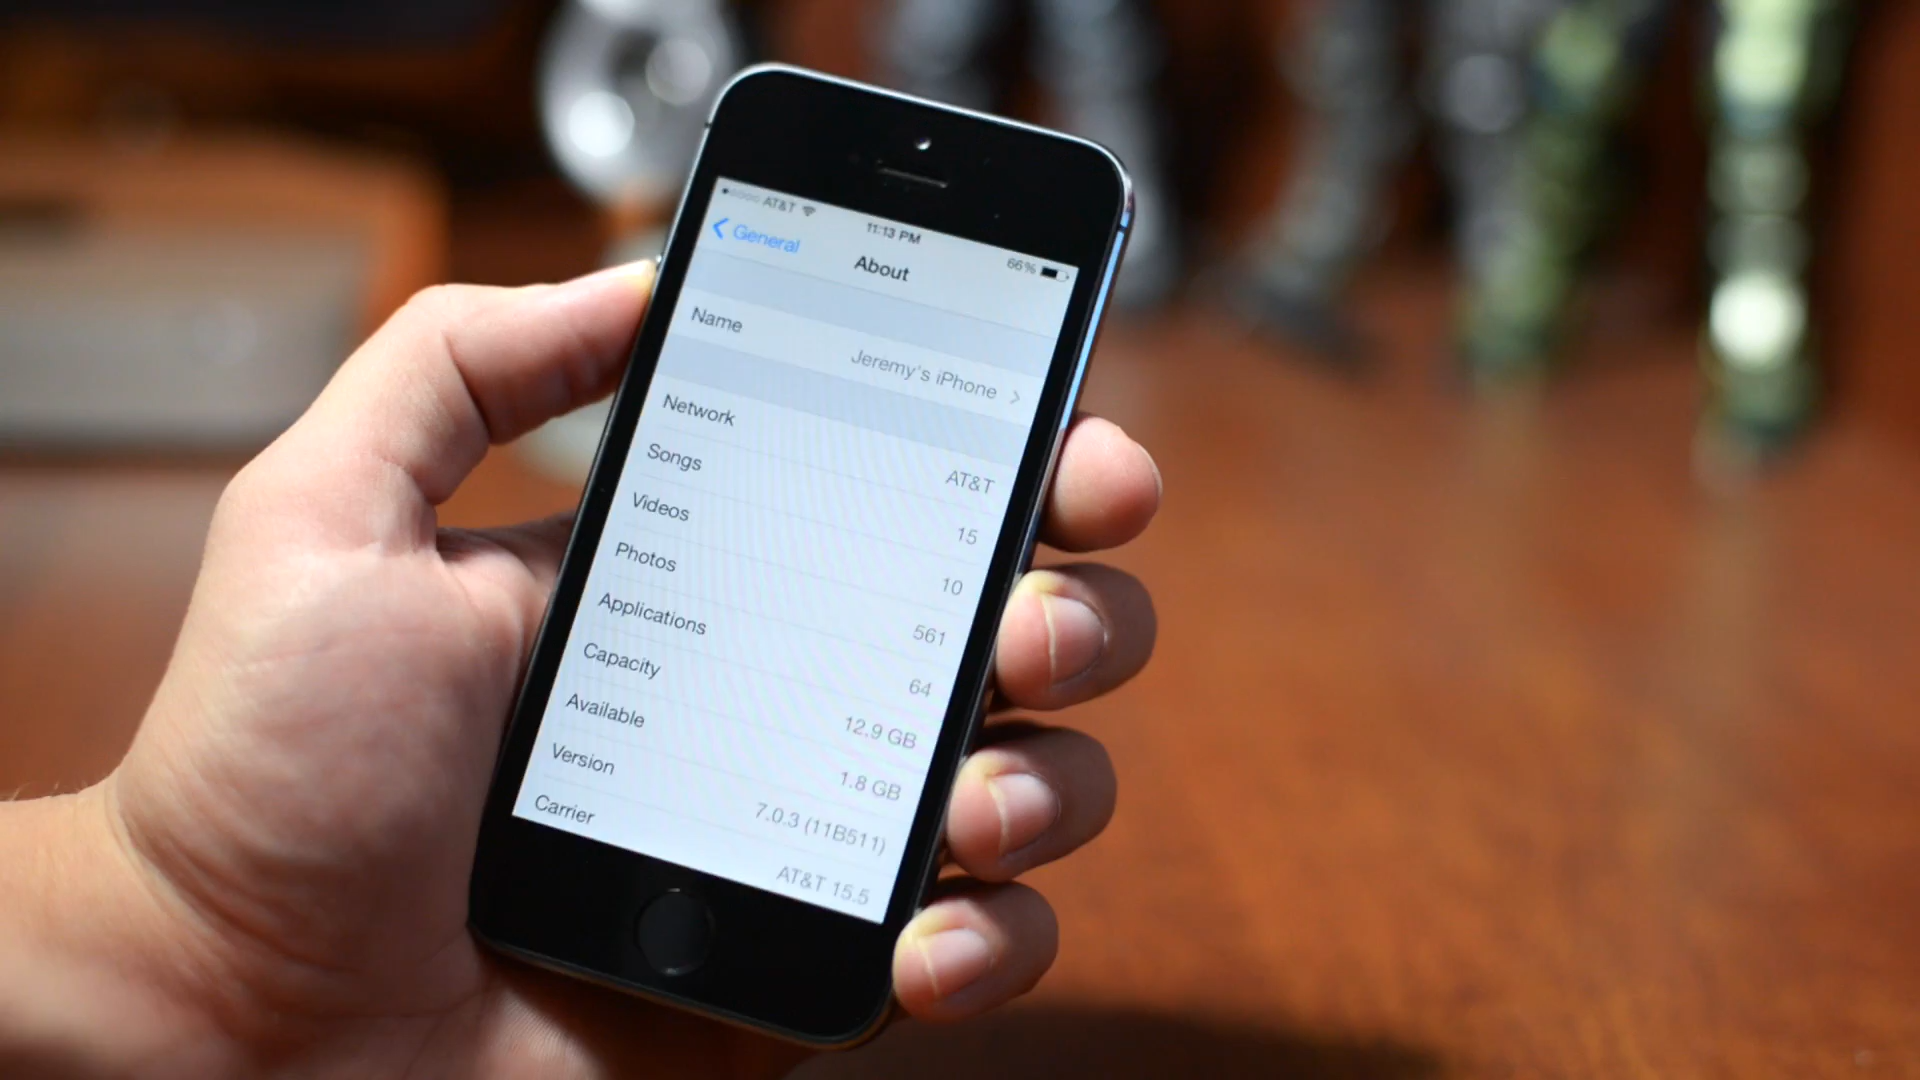 AT&T 11:13 PM 66%
General About
Name Jeremy's iPhone
Network AT&T
Songs 15
Videos 10
Photos 561
Applications 64
Capacity 12.9 GB
Available 1.8 GB
Version 7.0.3 (11B511)
Carrier AT&T 15.5